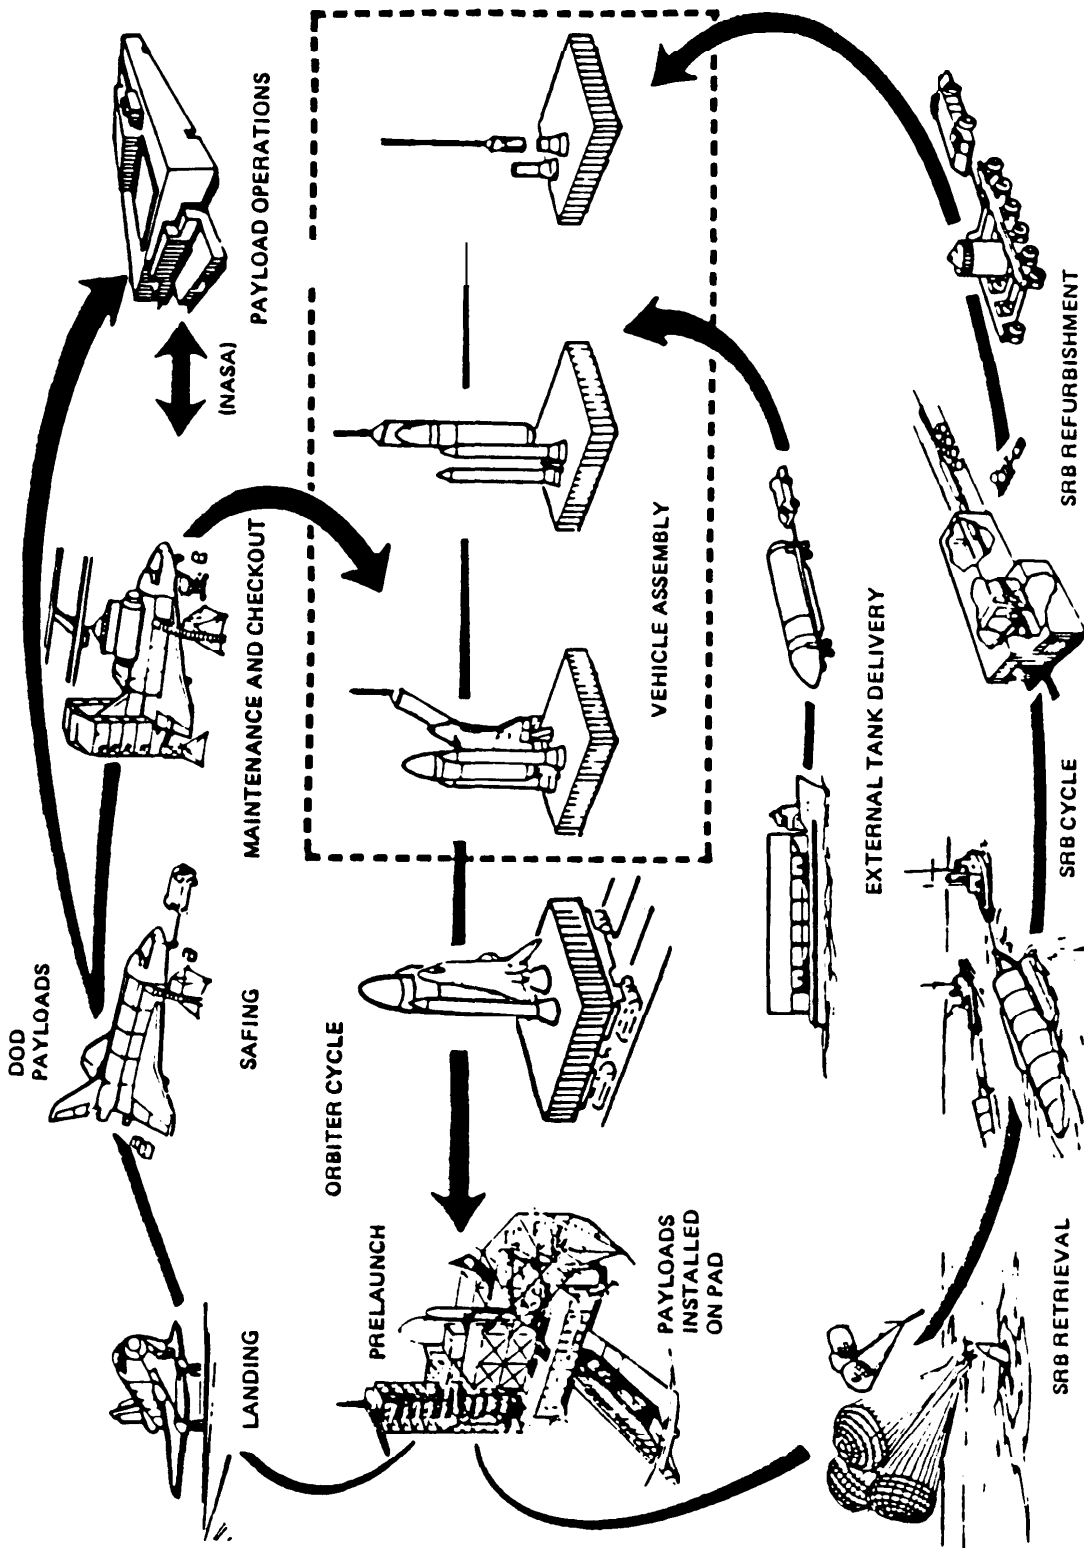 DOD
PAYLOADS
LANDING
SAFING
MAINTENANCE AND CHECKOUT
(NASA)
PAYLOAD OPERATIONS
ORBITER CYCLE
PRELAUNCH
PAYLOADS
INSTALLED
ON PAD
VEHICLE ASSEMBLY
EXTERNAL TANK DELIVERY
SRB RETRIEVAL
SRB CYCLE
SRB REFURBISHMENT